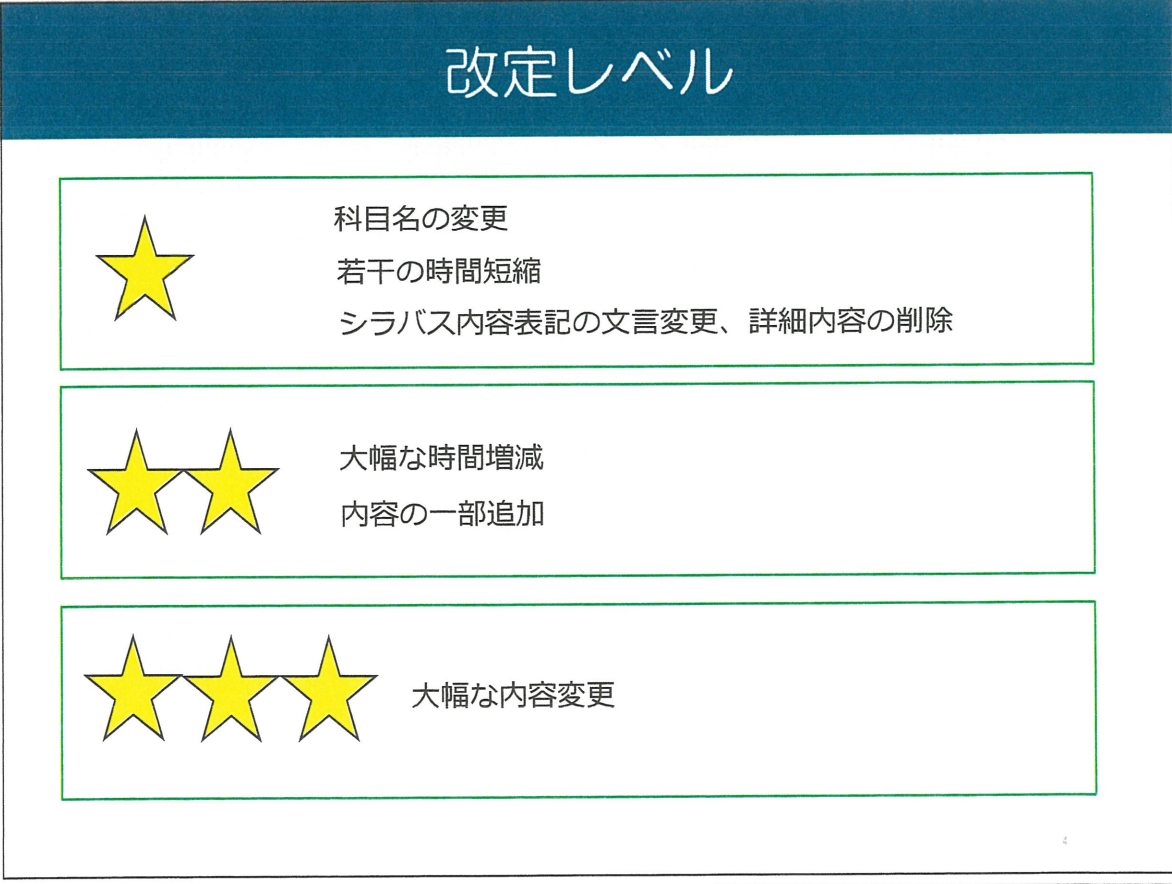 改定レベル
科目名の変更
若干の時間短縮
シラバス内容表記の文言変更、詳細内容の削除
大幅な時間増減
内容の一部追加
大幅な内容変更
4